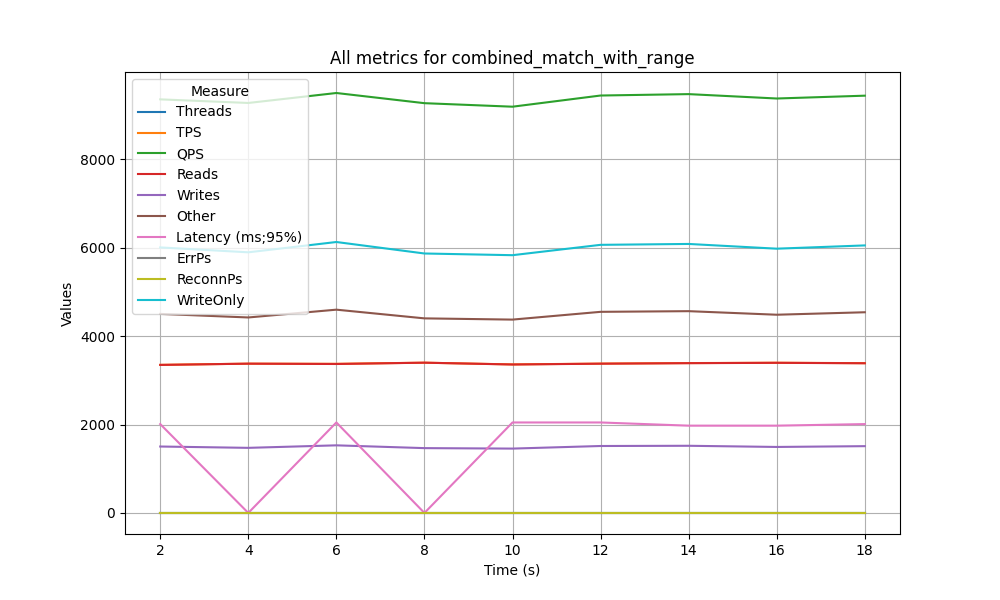 All metrics for combined_match_with_range
Measure
Threads
TPS
QPS
Reads
Writes
Other
Latency (ms;95%)
ErrPs
ReconnPs
WriteOnly
Values
8000
6000
4000
2000
0
2 4 6 8 10 12 14 16 18
Time (s)